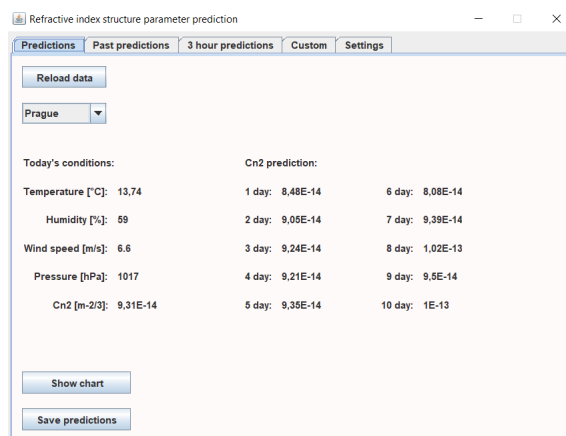 Refractive index structure parameter prediction
Predictions Past predictions 3 hour predictions Custom Settings
Reload data
Prague
Today's conditions: Cn2 prediction:
Temperature [°C]: 13,74 1 day: 8,48E-14 6 day: 8,08E-14
Humidity [%]: 59 2 day: 9,05E-14 7 day: 9,39E-14
Wind speed [m/s]: 6.6 3 day: 9,24E-14 8 day: 1,02E-13
Pressure [hPa]: 1017 4 day: 9,21E-14 9 day: 9,5E-14
Cn2 [m-2/3]: 9,31E-14 5 day: 9,35E-14 10 day: 1E-13
Show chart
Save predictions